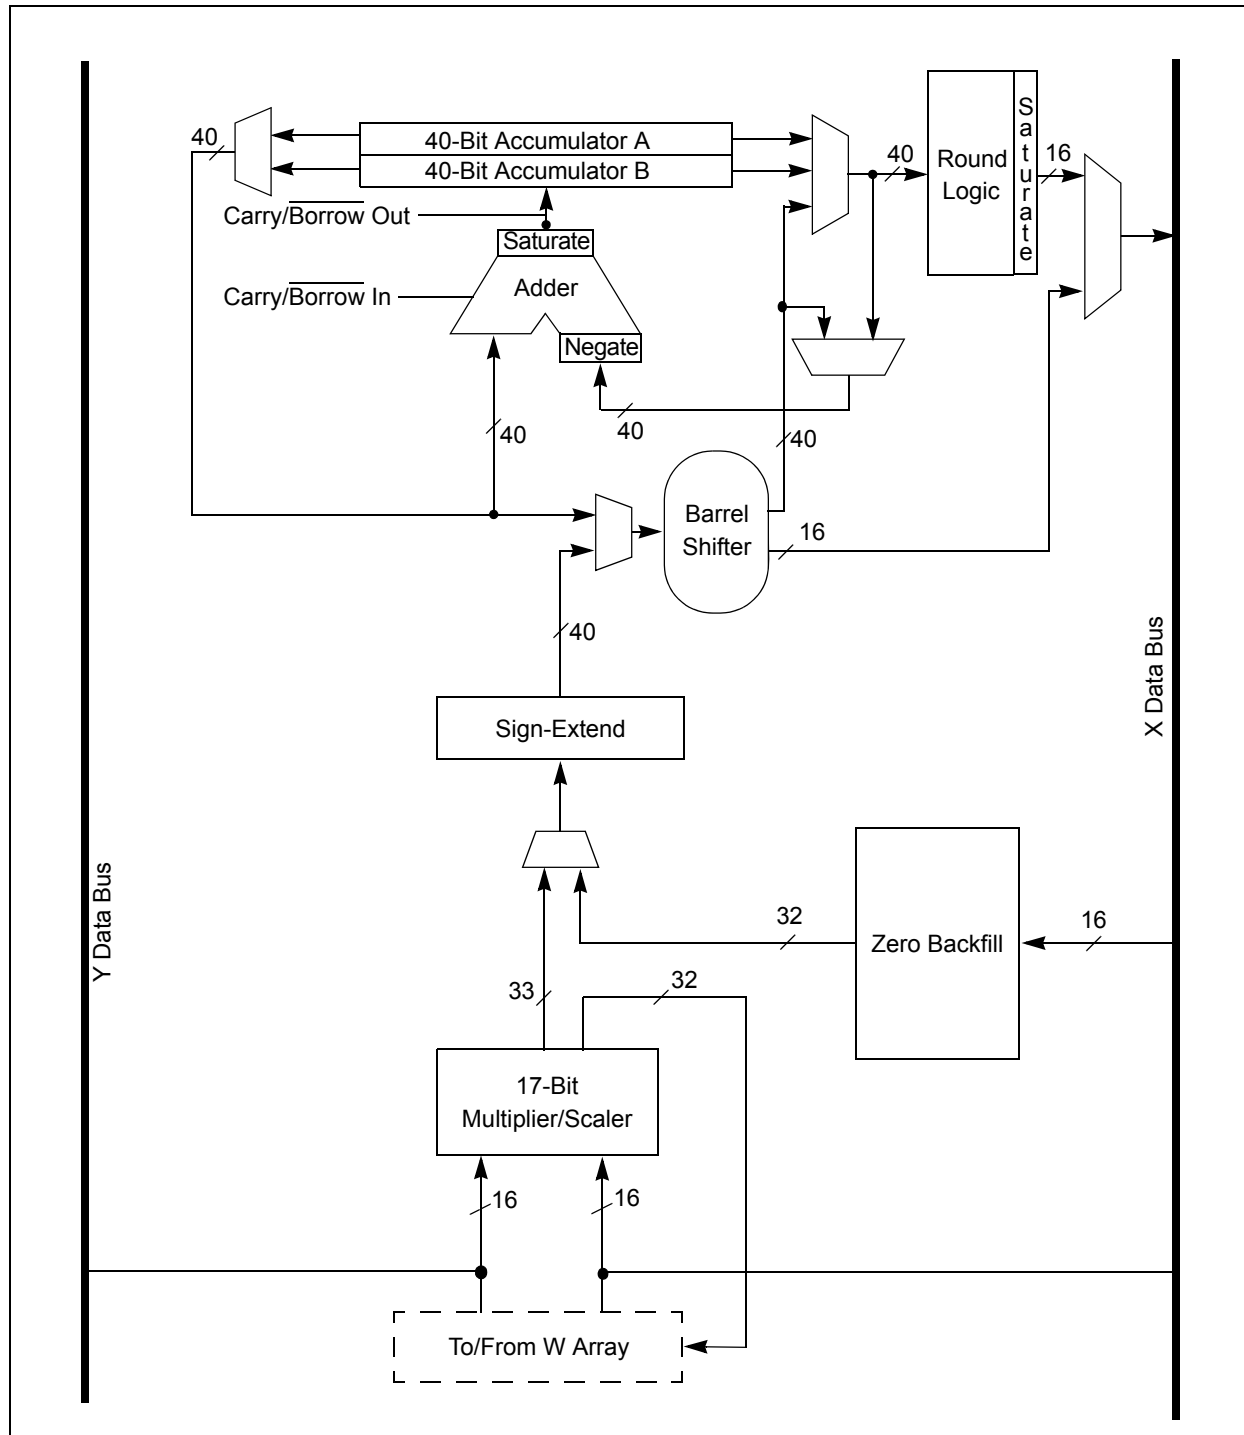 40
40-Bit Accumulator A
40-Bit Accumulator B
Carry/Borrow Out
Saturate
Carry/Borrow In
Adder
Negate
40
Round
Logic
Saturate
16
40
40
40
Barrel
Shifter
16
40
Sign-Extend
X Data Bus
Y Data Bus
32
Zero Backfill
16
33
32
17-Bit
Multiplier/Scaler
16
16
To/From W Array